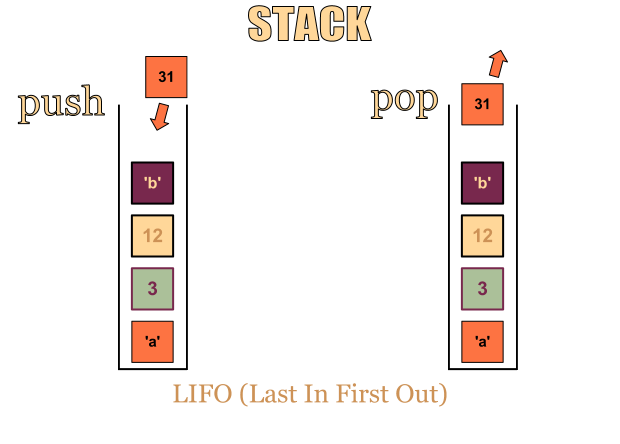 STACK
push
31
'b'
12
3
'a'
pop
31
'b'
12
3
'a'
LIFO (Last In First Out)